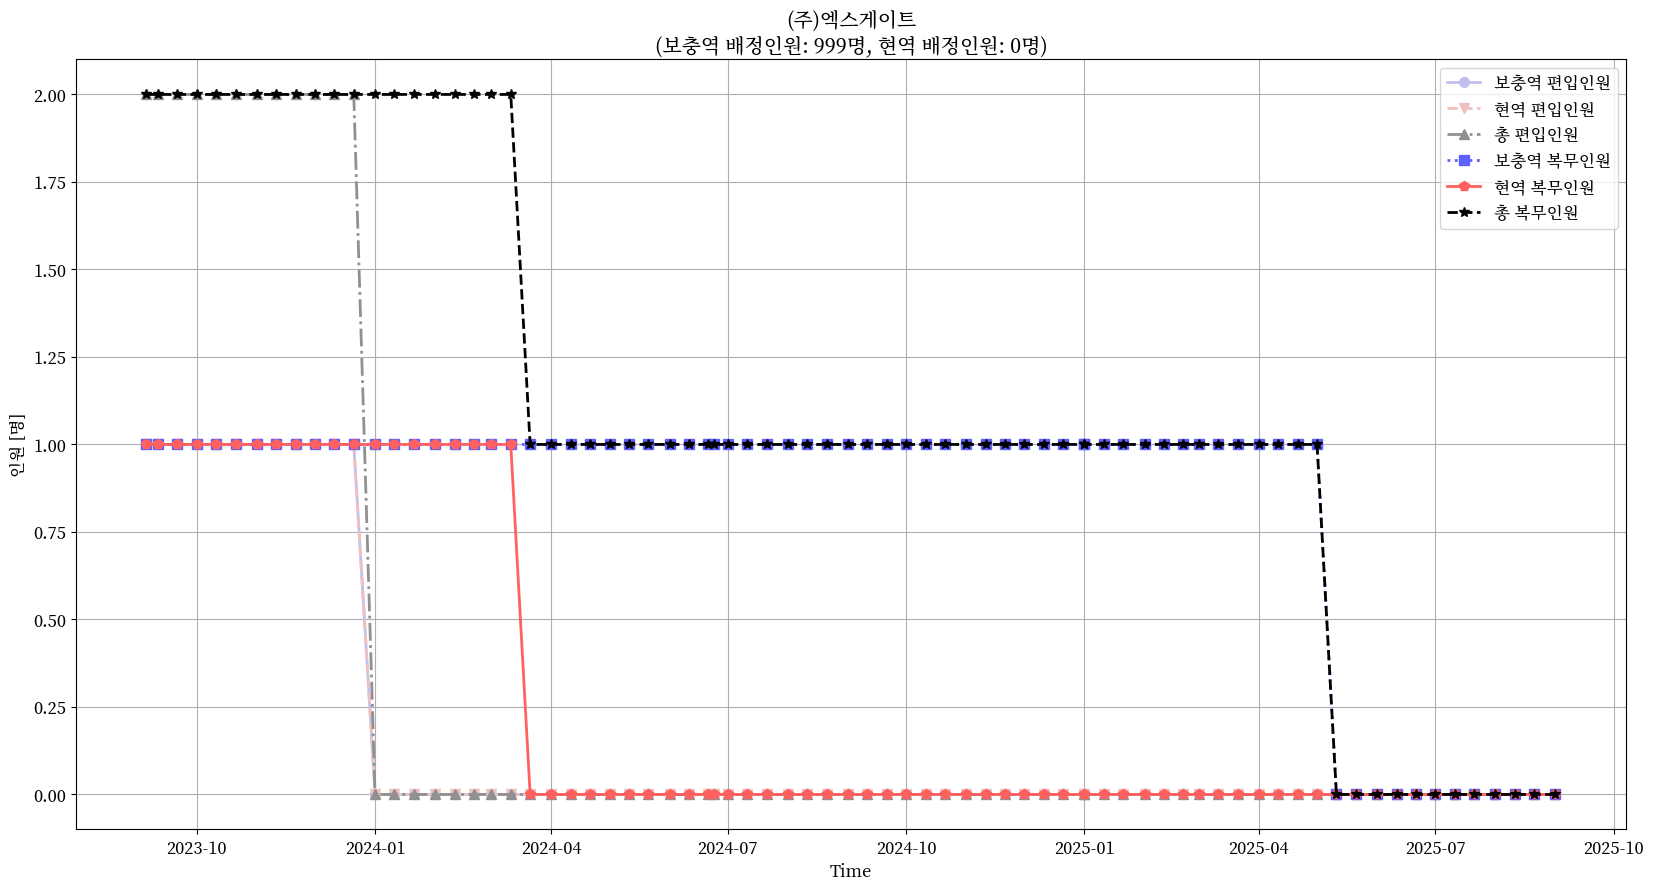 (주)엑스게이트
(보충역 배정인원: 999명, 현역 배정인원: 0명)
보충역 편입인원
현역 편입인원
총 편입인원
보충역 복무인원
현역 복무인원
총 복무인원
2.00
1.75
1.50
1.25
1.00
0.75
0.50
0.25
0.00
인원 [명]
2023-10
2024-01
2024-04
2024-07
2024-10
2025-01
2025-04
2025-07
2025-10
Time